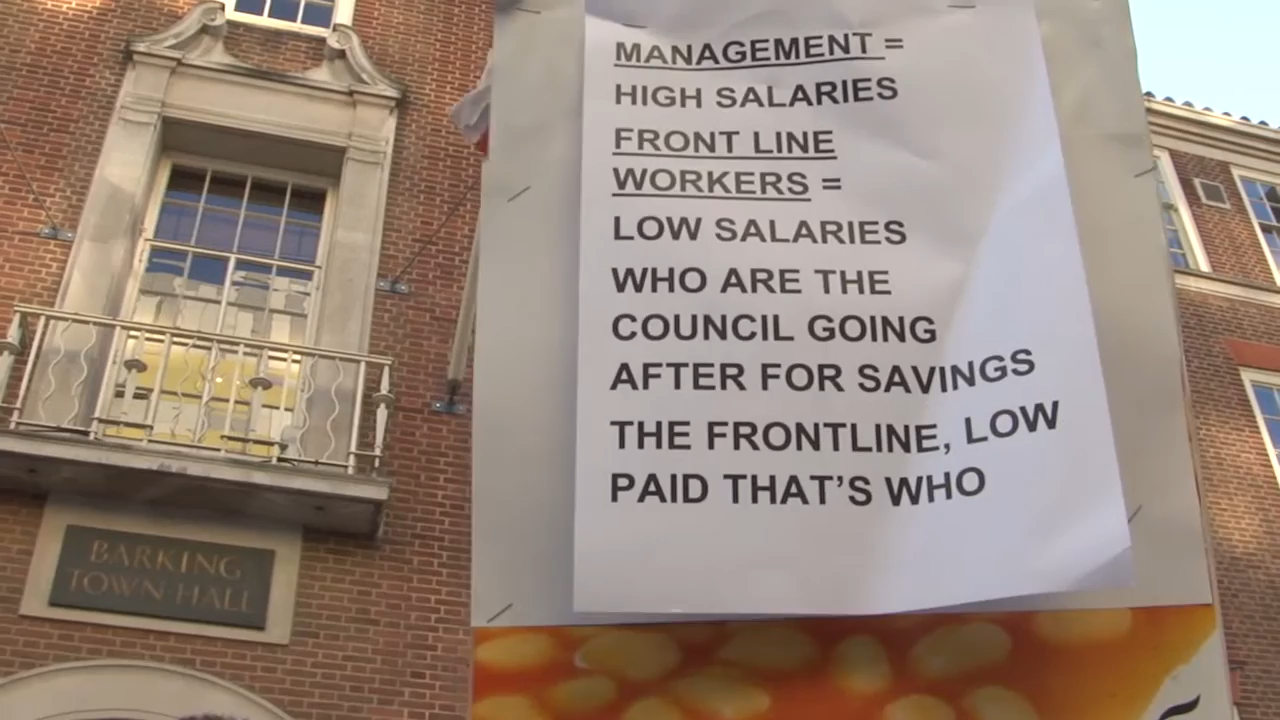 MANAGEMENT =
HIGH SALARIES
FRONT LINE
WORKERS =
LOW SALARIES
WHO ARE THE
COUNCIL GOING
AFTER FOR SAVINGS
THE FRONTLINE, LOW
PAID THAT'S WHO
BARKING
TOWN HALL